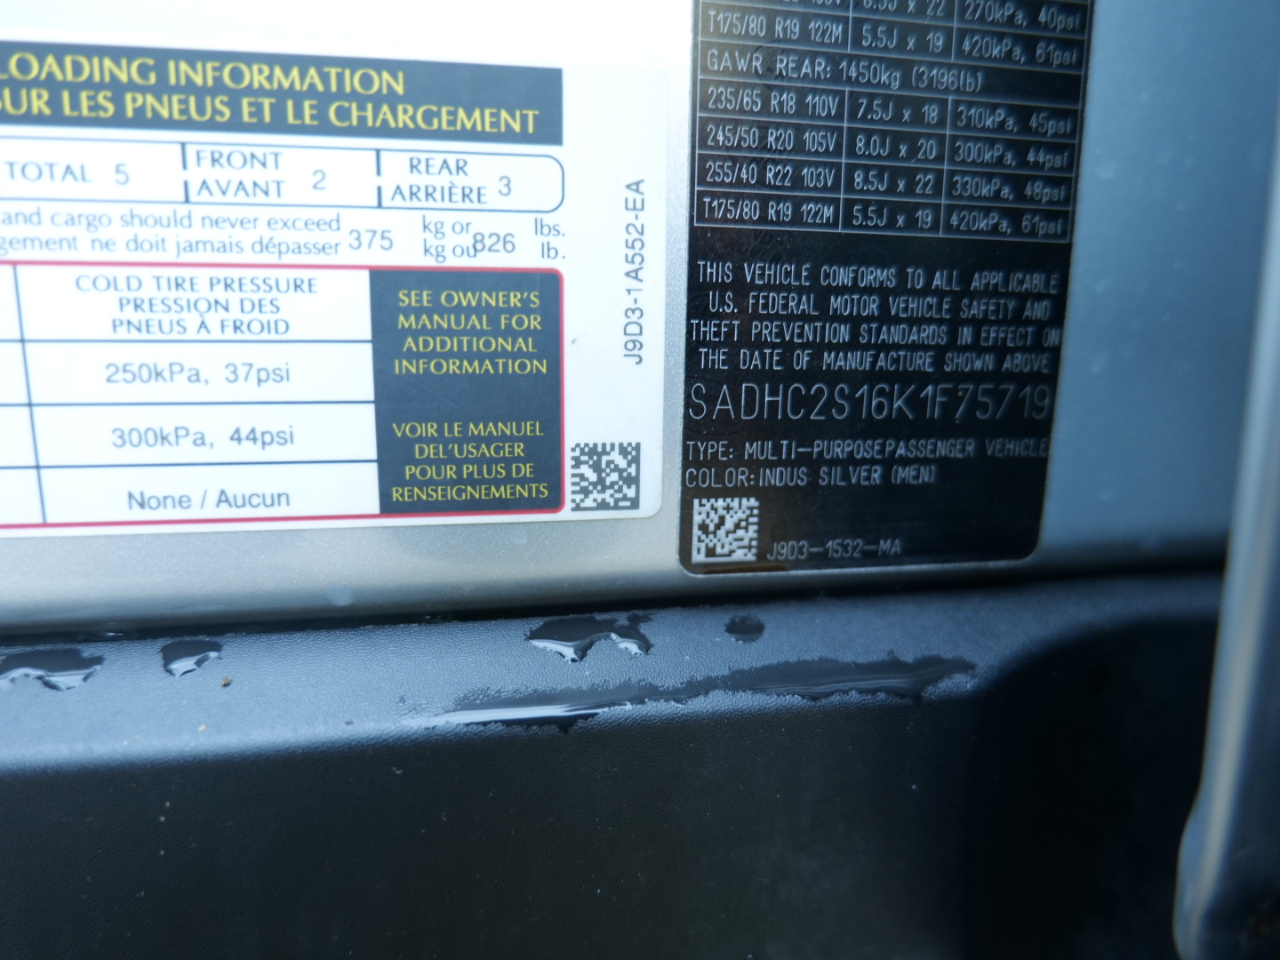 LOADING INFORMATION
SUR LES PNEUS ET LE CHARGEMENT
TOTAL 5
FRONT
AVANT 2
REAR
ARRIÈRE 3
and cargo should never exceed
gement ne doit jamais dépasser
375
kg or
kg ou
826
lbs.
lb.
COLD TIRE PRESSURE
PRESSION DES
PNEUS À FROID
250kPa, 37psi
300kPa, 44psi
None / Aucun
SEE OWNER'S
MANUAL FOR
ADDITIONAL
INFORMATION
VOIR LE MANUEL
DEL'USAGER
POUR PLUS DE
RENSEIGNEMENTS
J9D3-1A552-EA
6.5J x 22 270kPa, 40psi
T175/80 R19 122M 5.5J x 19 420kPa, 61psi
GAWR REAR: 1450kg (3196lb)
235/65 R18 110V 7.5J x 18 310kPa, 45psi
245/50 R20 105V 8.0J x 20 300kPa, 44psi
255/40 R22 103V 8.5J x 22 330kPa, 48psi
T175/80 R19 122M 5.5J x 19 420kPa, 61psi
THIS VEHICLE CONFORMS TO ALL APPLICABLE
U.S. FEDERAL MOTOR VEHICLE SAFETY AND
THEFT PREVENTION STANDARDS IN EFFECT ON
THE DATE OF MANUFACTURE SHOWN ABOVE
SADHC2S16K1F75719
TYPE: MULTI-PURPOSEPASSENGER VEHICLE
COLOR:INDUS SILVER (MEN)
J9D3-1532-MA